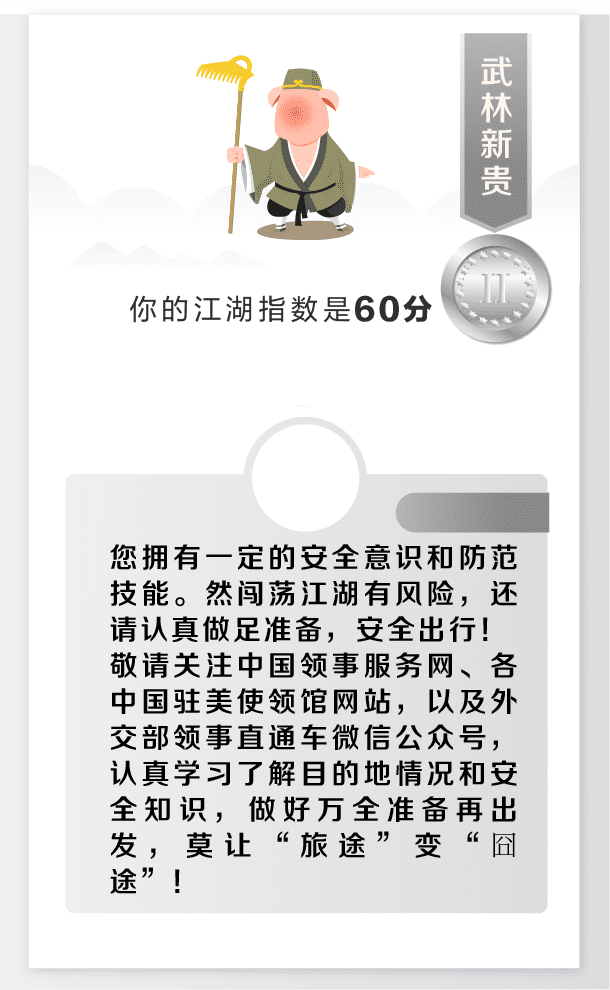 武林新贵
II
你的江湖指数是60分
您拥有一定的安全意识和防范
技能。然闯荡江湖有风险，还
请认真做足准备，安全出行！
敬请关注中国领事服务网、各
中国驻美使领馆网站，以及外
交部领事直通车微信公众号，
认真学习了解目的地情况和安
全知识，做好万全准备再出
发，莫让“旅途”变“囧
途”！